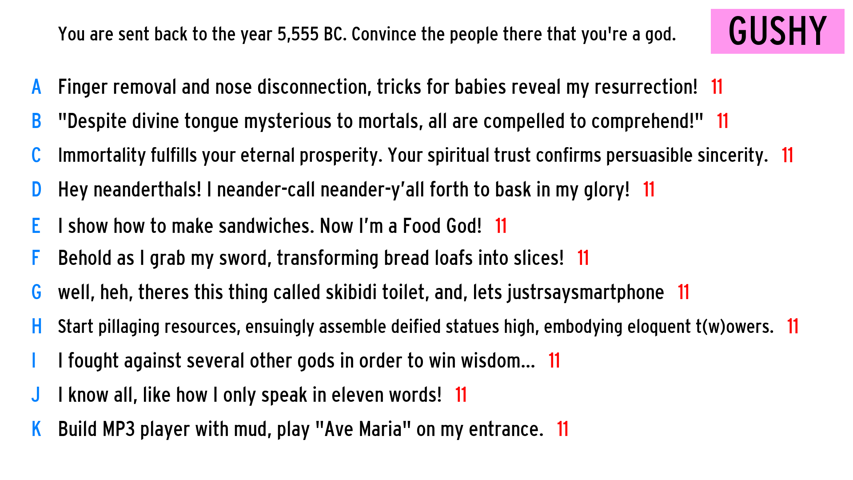 You are sent back to the year 5,555 BC. Convince the people there that you're a god.
GUSHY
A Finger removal and nose disconnection, tricks for babies reveal my resurrection! 11
B "Despite divine tongue mysterious to mortals, all are compelled to comprehend!" 11
C Immortality fulfills your eternal prosperity. Your spiritual trust confirms persuasible sincerity. 11
D Hey neanderthals! I neander-call neander-y’all forth to bask in my glory! 11
E I show how to make sandwiches. Now I’m a Food God! 11
F Behold as I grab my sword, transforming bread loafs into slices! 11
G well, heh, theres this thing called skibidi toilet, and, lets justrsaysmartphone 11
H Start pillaging resources, ensuingly assemble deified statues high, embodying eloquent t(w)owers. 11
I I fought against several other gods in order to win wisdom... 11
J I know all, like how I only speak in eleven words! 11
K Build MP3 player with mud, play "Ave Maria" on my entrance. 11